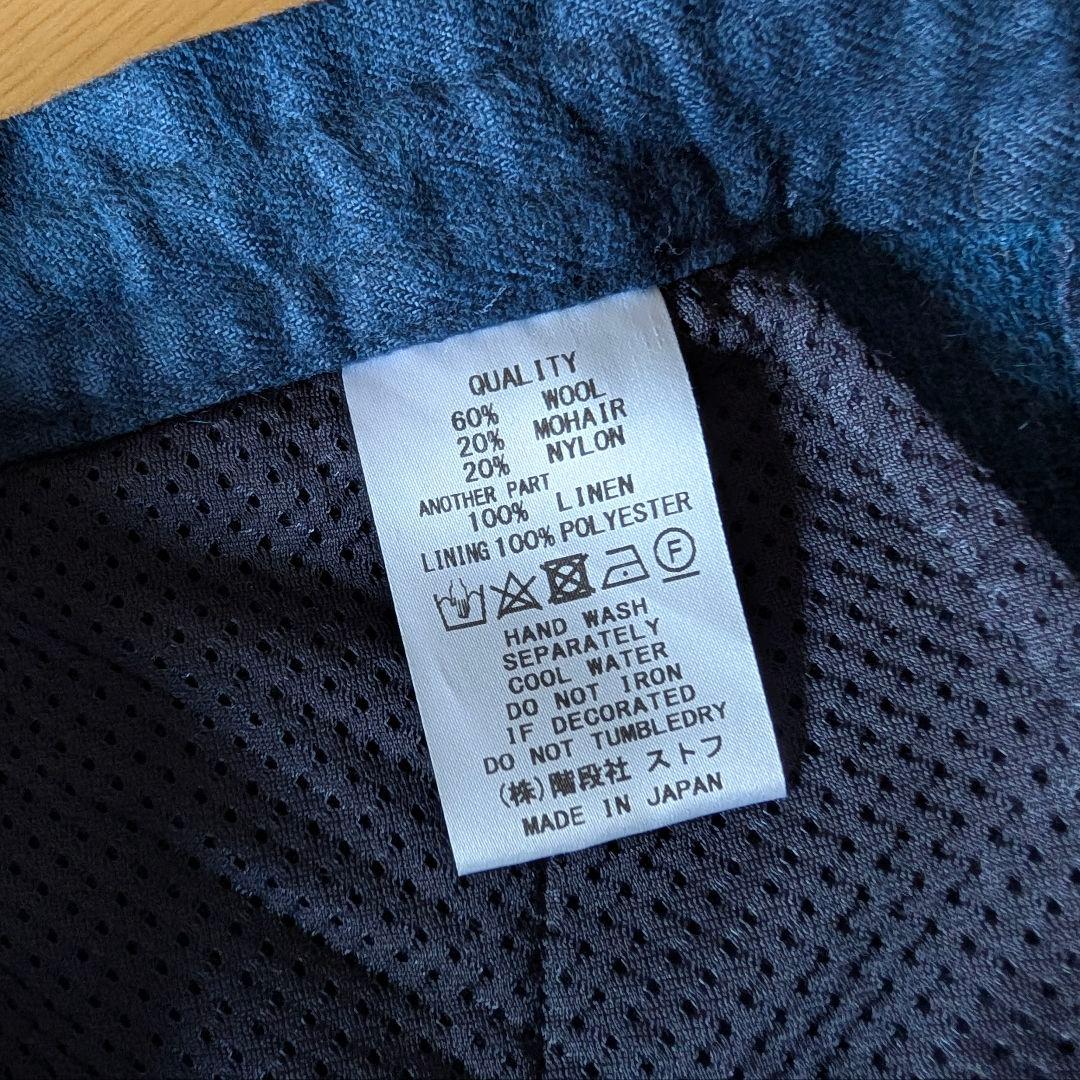 QUALITY
60% WOOL
20% MOHAIR
20% NYLON
ANOTHER PART
100% LINEN
LINING 100% POLYESTER
F
HAND WASH
SEPARATELY
COOL WATER
DO NOT IRON
IF DECORATED
DO NOT TUMBLEDRY
(株)階段社 ストフ
MADE IN JAPAN